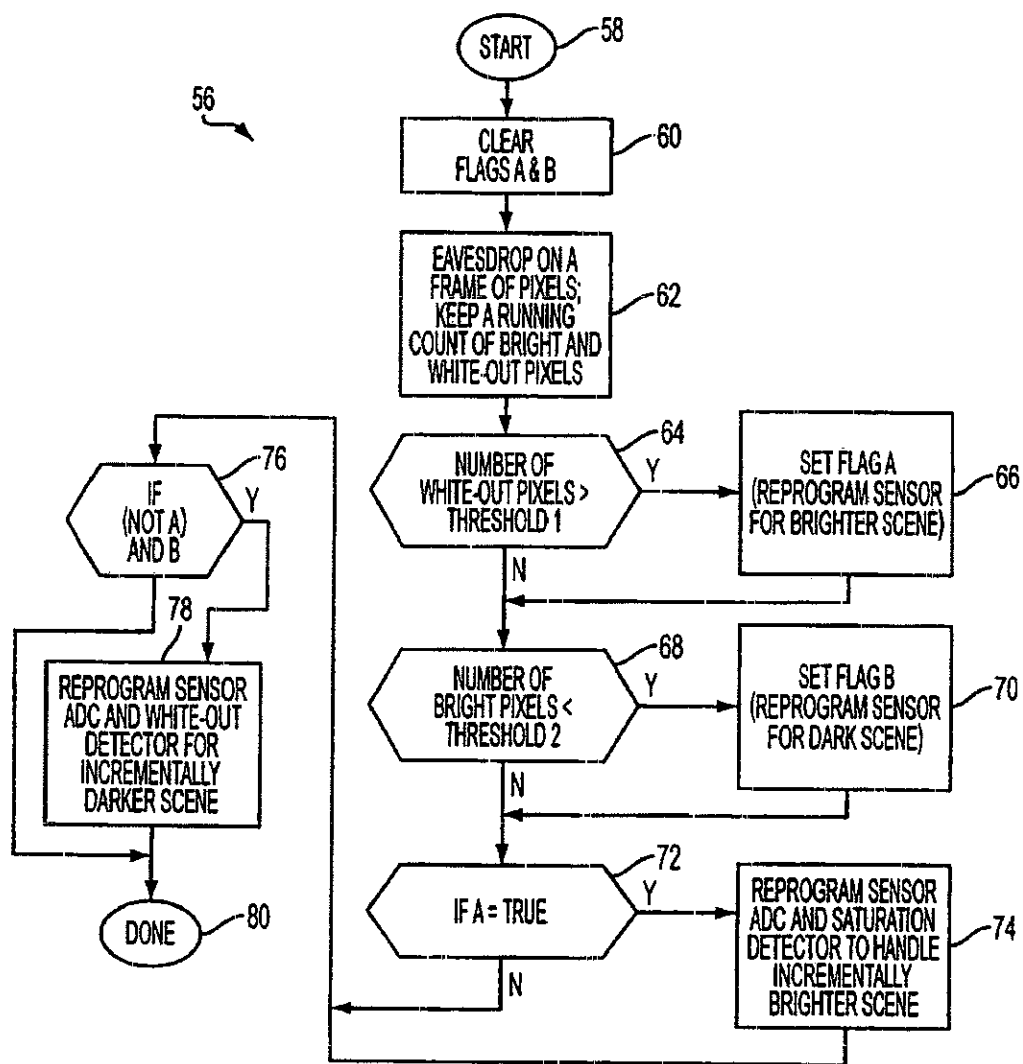 START
58
56
CLEAR
FLAGS A & B
60
EAVESDROP ON A
FRAME OF PIXELS;
KEEP A RUNNING
COUNT OF BRIGHT AND
WHITE-OUT PIXELS
62
NUMBER OF
WHITE-OUT PIXELS >
THRESHOLD 1
64
Y
N
SET FLAG A
(REPROGRAM SENSOR
FOR BRIGHTER SCENE)
66
NUMBER OF
BRIGHT PIXELS <
THRESHOLD 2
68
Y
N
SET FLAG B
(REPROGRAM SENSOR
FOR DARK SCENE)
70
IF A = TRUE
72
Y
N
REPROGRAM SENSOR
ADC AND SATURATION
DETECTOR TO HANDLE
INCREMENTALLY
BRIGHTER SCENE
74
IF
(NOT A)
AND B
76
Y
78
REPROGRAM SENSOR
ADC AND WHITE-OUT
DETECTOR FOR
INCREMENTALLY
DARKER SCENE
DONE
80